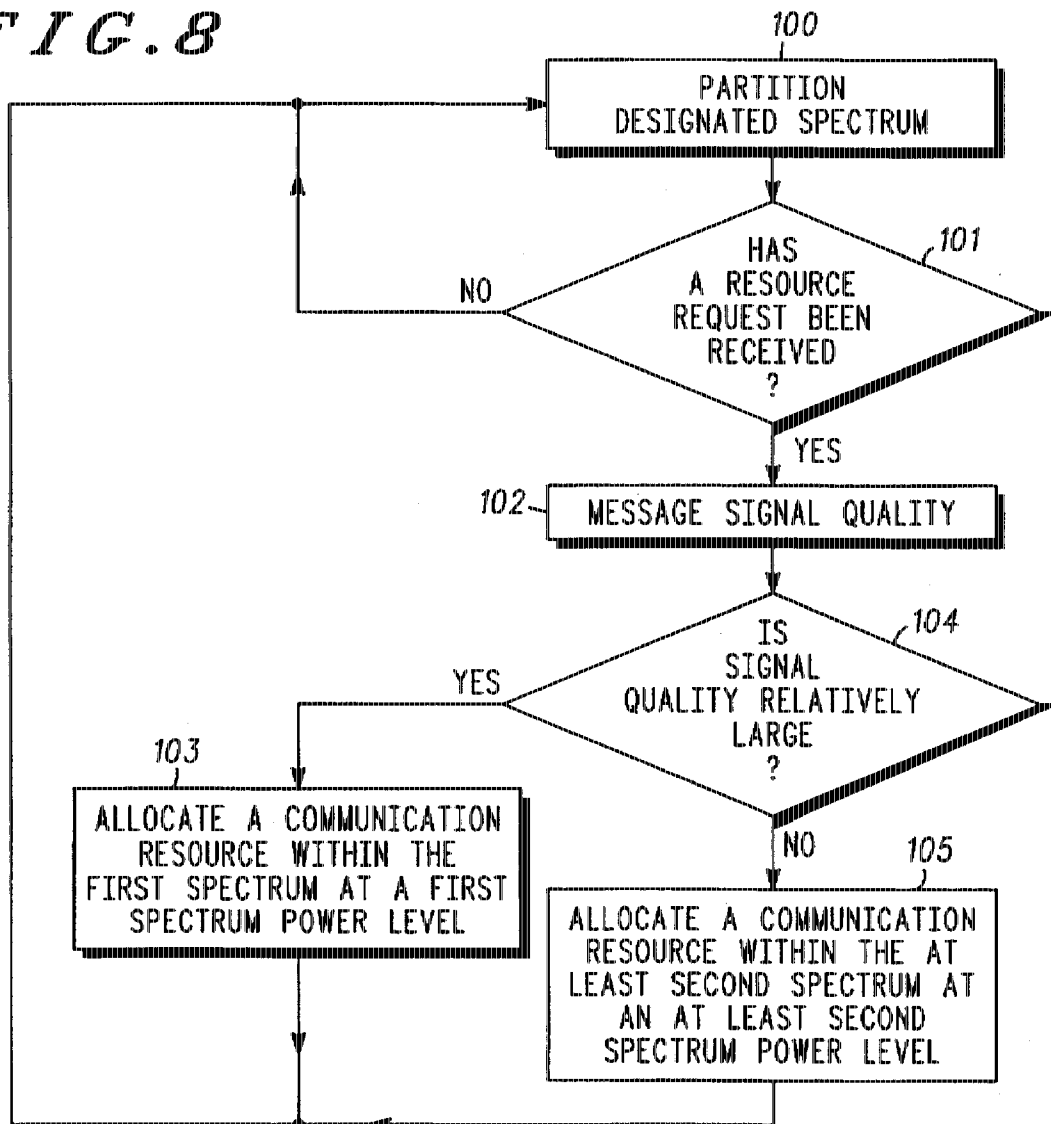 FIG.8
100
PARTITION
DESIGNATED SPECTRUM
101
HAS
A RESOURCE
REQUEST BEEN
RECEIVED
?
NO
YES
102
MESSAGE SIGNAL QUALITY
104
IS
SIGNAL
QUALITY RELATIVELY
LARGE
?
YES
NO
103
ALLOCATE A COMMUNICATION
RESOURCE WITHIN THE
FIRST SPECTRUM AT A FIRST
SPECTRUM POWER LEVEL
105
ALLOCATE A COMMUNICATION
RESOURCE WITHIN THE AT
LEAST SECOND SPECTRUM AT
AN AT LEAST SECOND
SPECTRUM POWER LEVEL